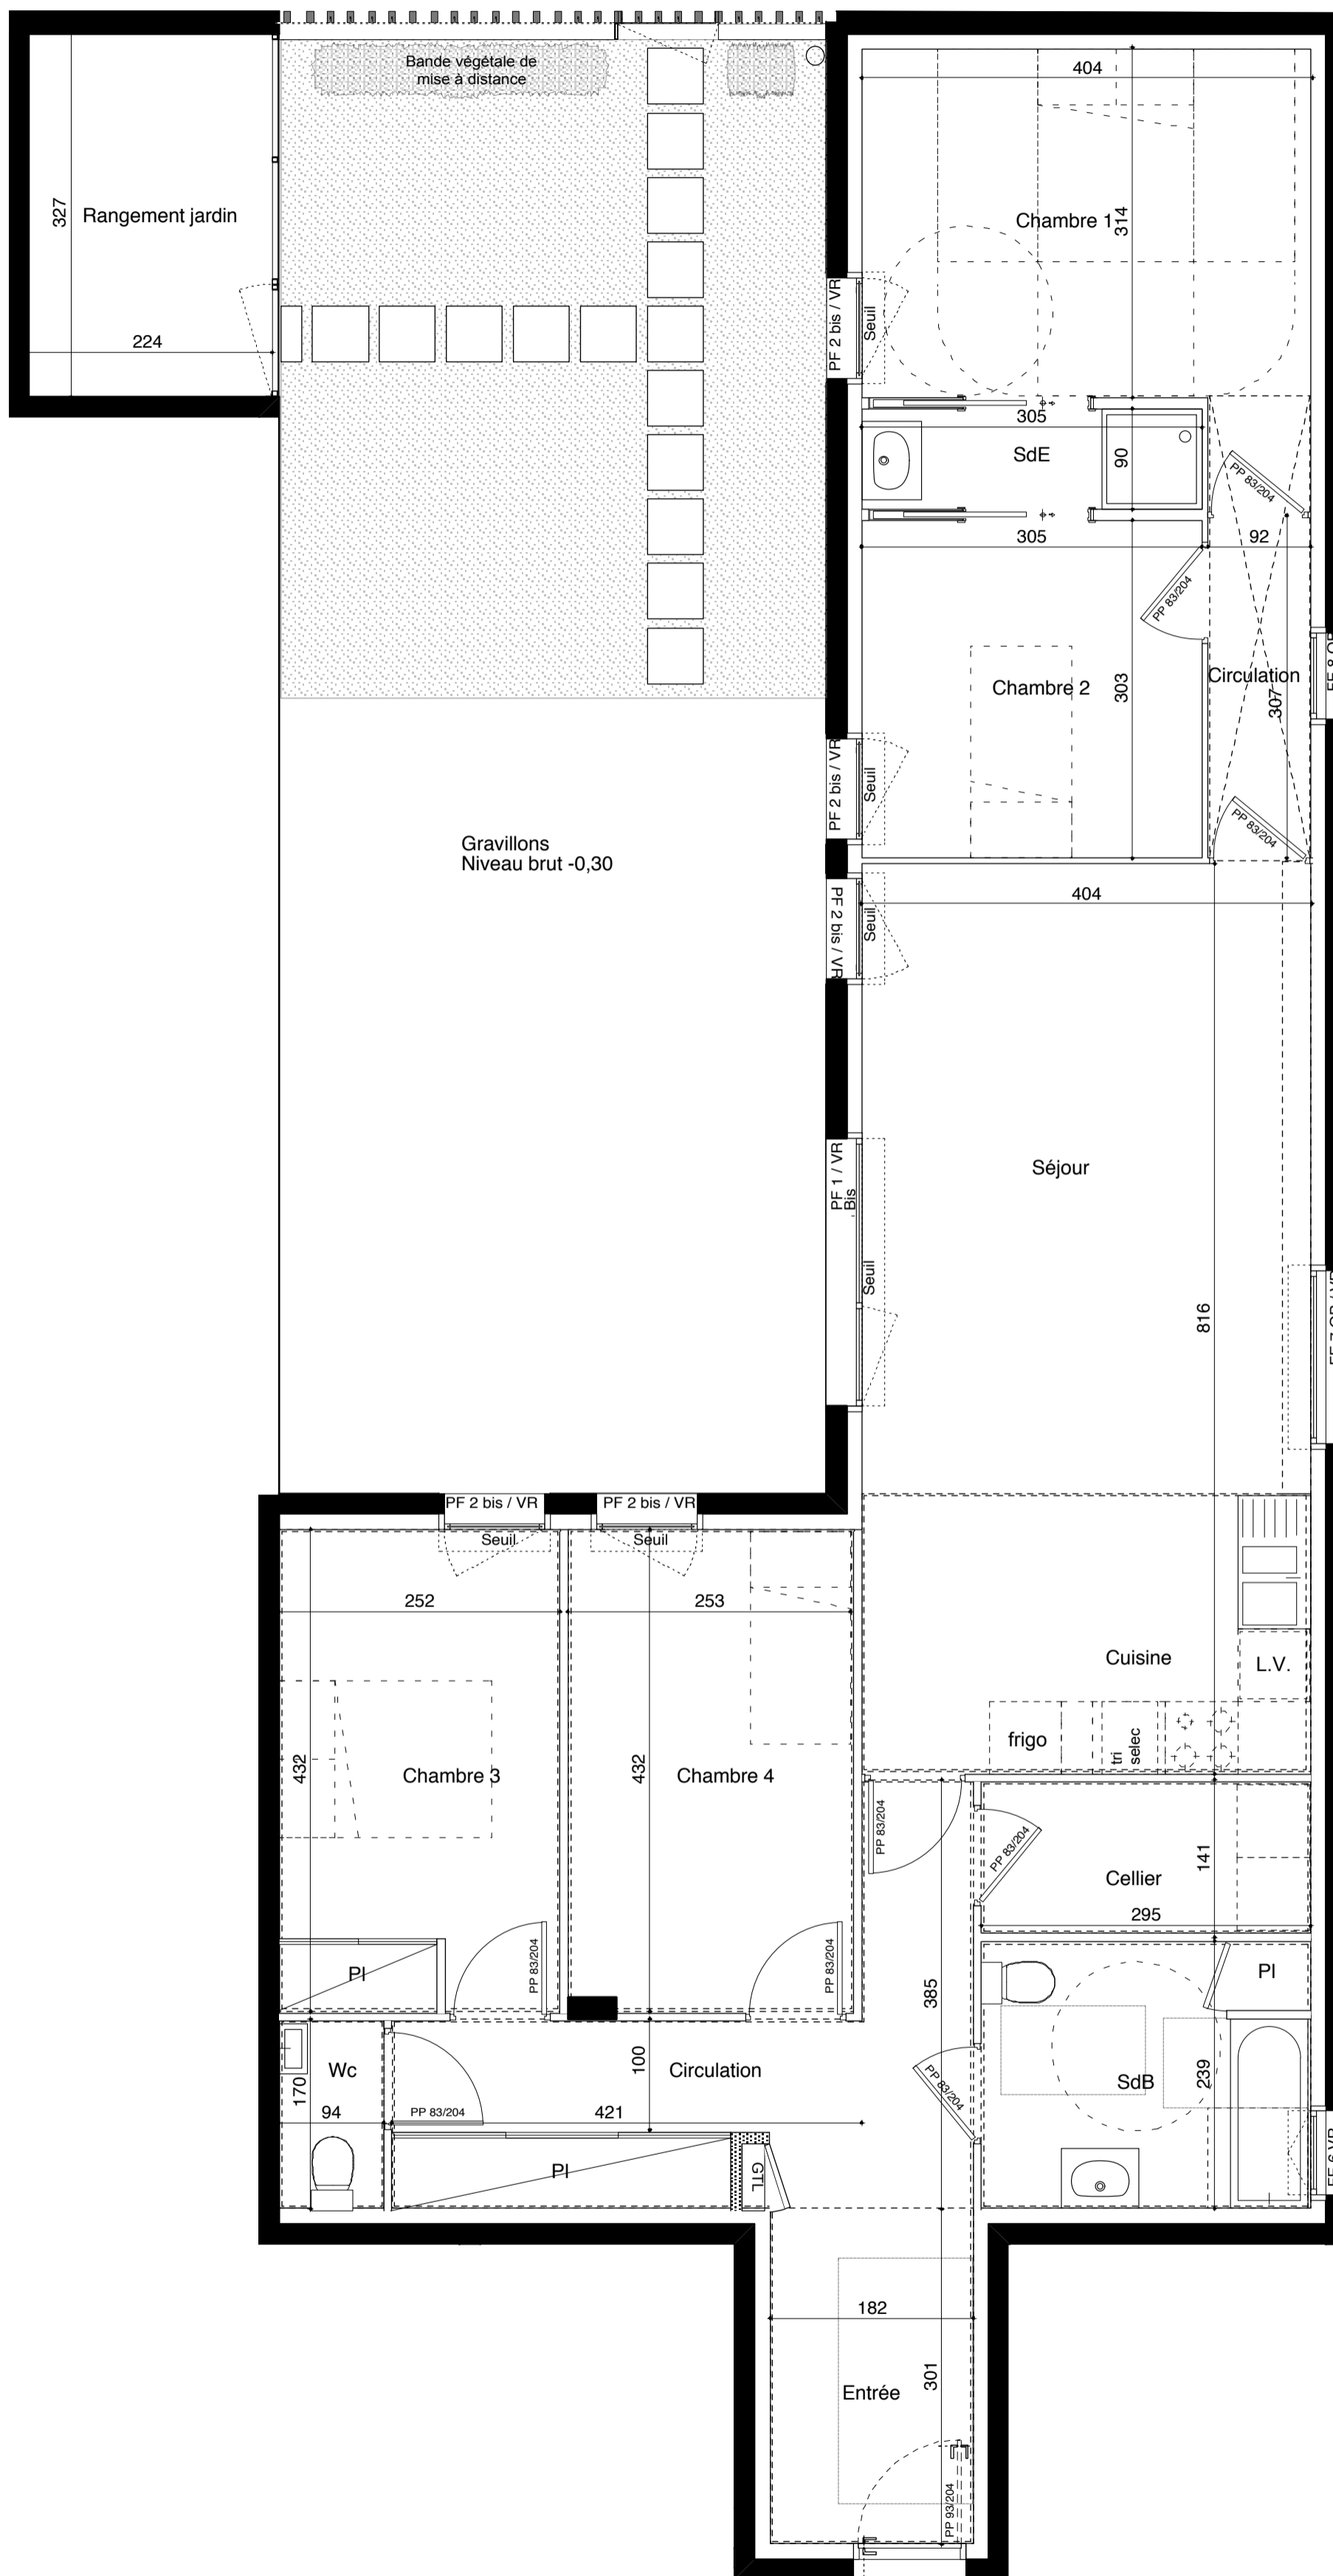 Bande végétale de
mise à distance
404
327
Rangement jardin
Chambre 1
314
PF 2 bis / VR
Seuil
224
305
SdE
90
PP 83/204
305
92
PP 83/204
Chambre 2
303
Circulation
307
PF 2 bis / VR
Seuil
PP 83/204
Gravillons
Niveau brut -0,30
PF 2 bis / VR
Seuil
404
Séjour
PF 1 / VR
Bis
Seuil
816
PF 2 bis / VR
PF 2 bis / VR
Seuil
Seuil
252
253
Cuisine
L.V.
frigo
tri
selec
432
Chambre 3
432
Chambre 4
PP 83/204
PP 83/204
Cellier
141
295
Pl
PP 83/204
PP 83/204
385
Pl
Wc
170
94
100
Circulation
PP 83/204
421
PP 83/204
SdB
239
Pl
GTL
182
Entrée
301
PP 93/204